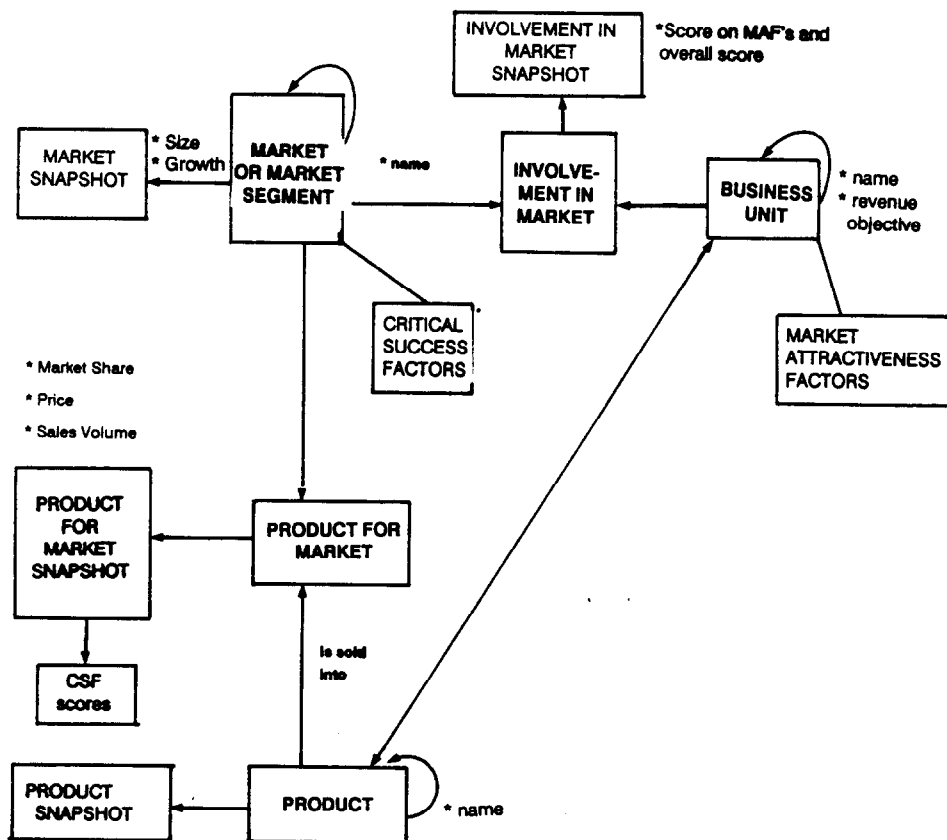 INVOLVEMENT IN
MARKET
SNAPSHOT
*Score on MAF's and
overall score
MARKET
SNAPSHOT
* Size
* Growth
MARKET
OR MARKET
SEGMENT
* name
INVOLVE-
MENT IN
MARKET
BUSINESS
UNIT
* name
* revenue
objective
CRITICAL
SUCCESS
FACTORS
MARKET
ATTRACTIVENESS
FACTORS
* Market Share
* Price
* Sales Volume
PRODUCT
FOR
MARKET
SNAPSHOT
PRODUCT FOR
MARKET
is sold
into
CSF
scores
PRODUCT
SNAPSHOT
PRODUCT
* name